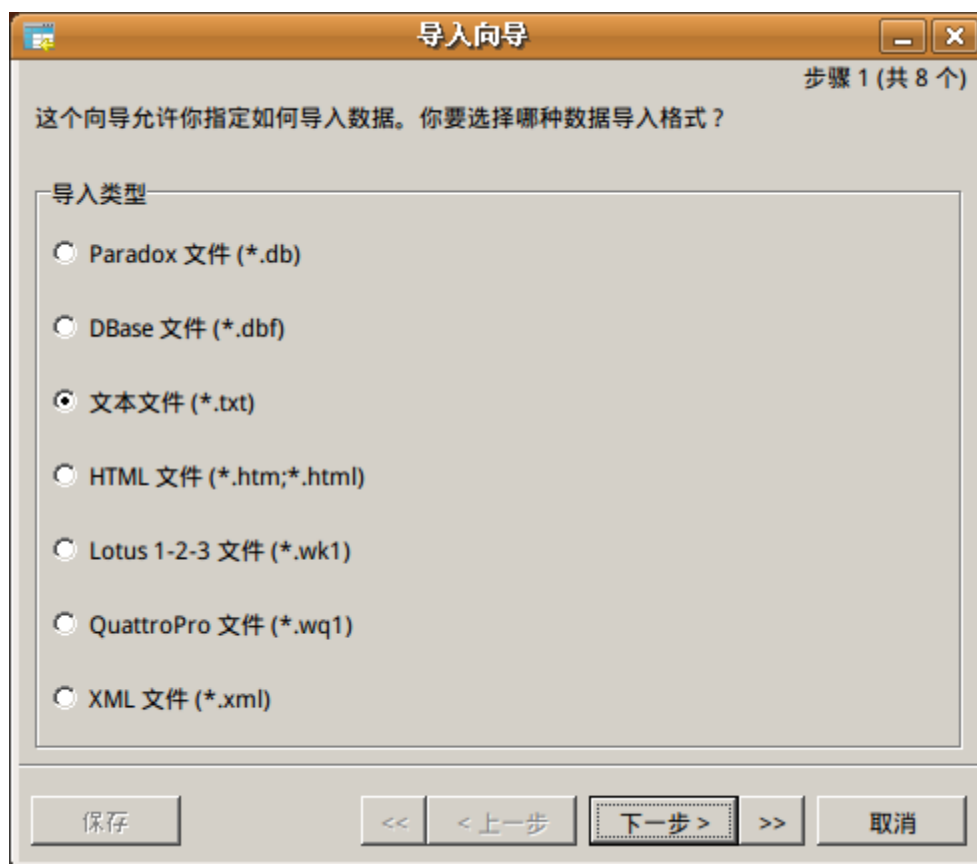 导入向导
步骤 1 (共 8 个)
这个向导允许你指定如何导入数据。你要选择哪种数据导入格式？
导入类型
Paradox 文件 (*.db)
DBase 文件 (*.dbf)
文本文件 (*.txt)
HTML 文件 (*.htm;*.html)
Lotus 1-2-3 文件 (*.wk1)
QuattroPro 文件 (*.wq1)
XML 文件 (*.xml)
保存 << < 上一步 下一步 > >> 取消